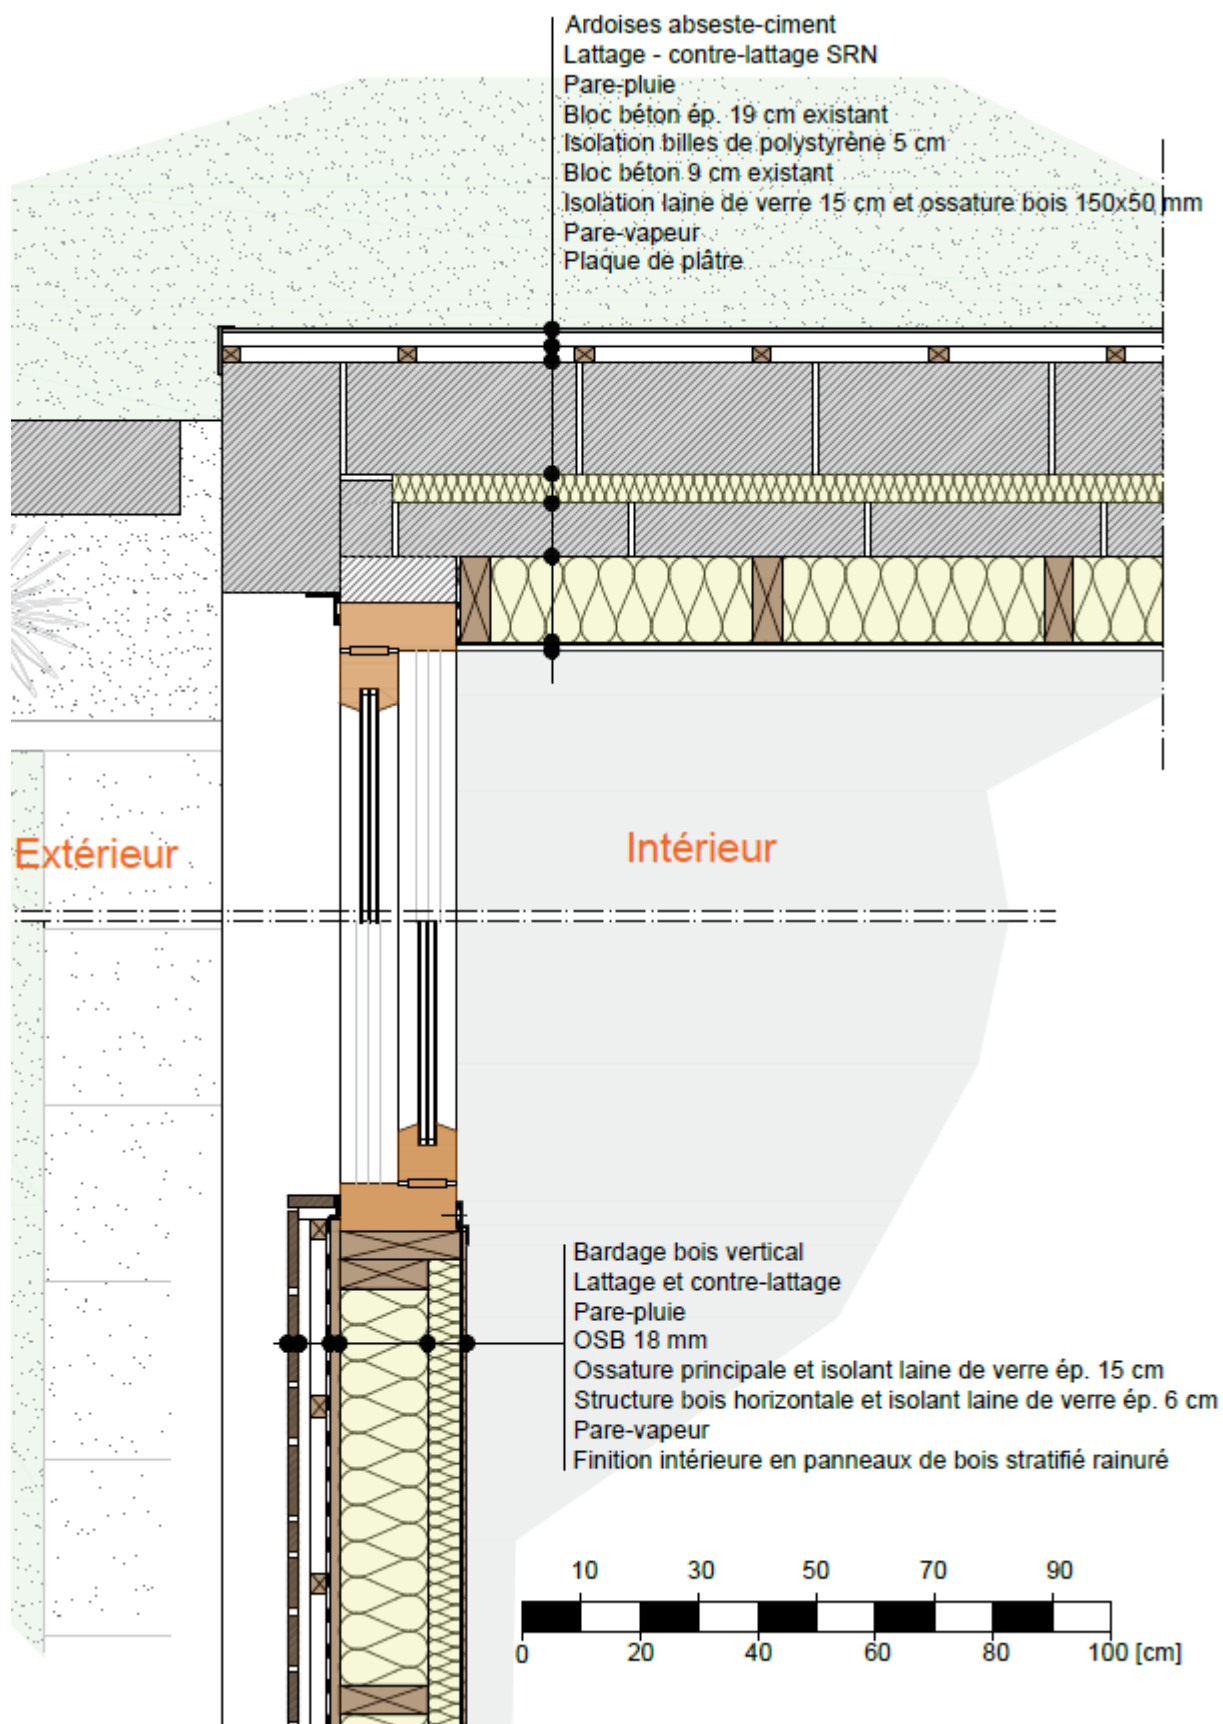 Ardoises abseste-ciment
Lattage - contre-lattage SRN
Pare-pluie
Bloc béton ép. 19 cm existant
Isolation billes de polystyrène 5 cm
Bloc béton 9 cm existant
Isolation laine de verre 15 cm et ossature bois 150x50 mm
Pare-vapeur
Plaque de plâtre
Extérieur
Intérieur
Bardage bois vertical
Lattage et contre-lattage
Pare-pluie
OSB 18 mm
Ossature principale et isolant laine de verre ép. 15 cm
Structure bois horizontale et isolant laine de verre ép. 6 cm
Pare-vapeur
Finition intérieure en panneaux de bois stratifié rainuré
10 30 50 70 90
0 20 40 60 80 100 [cm]